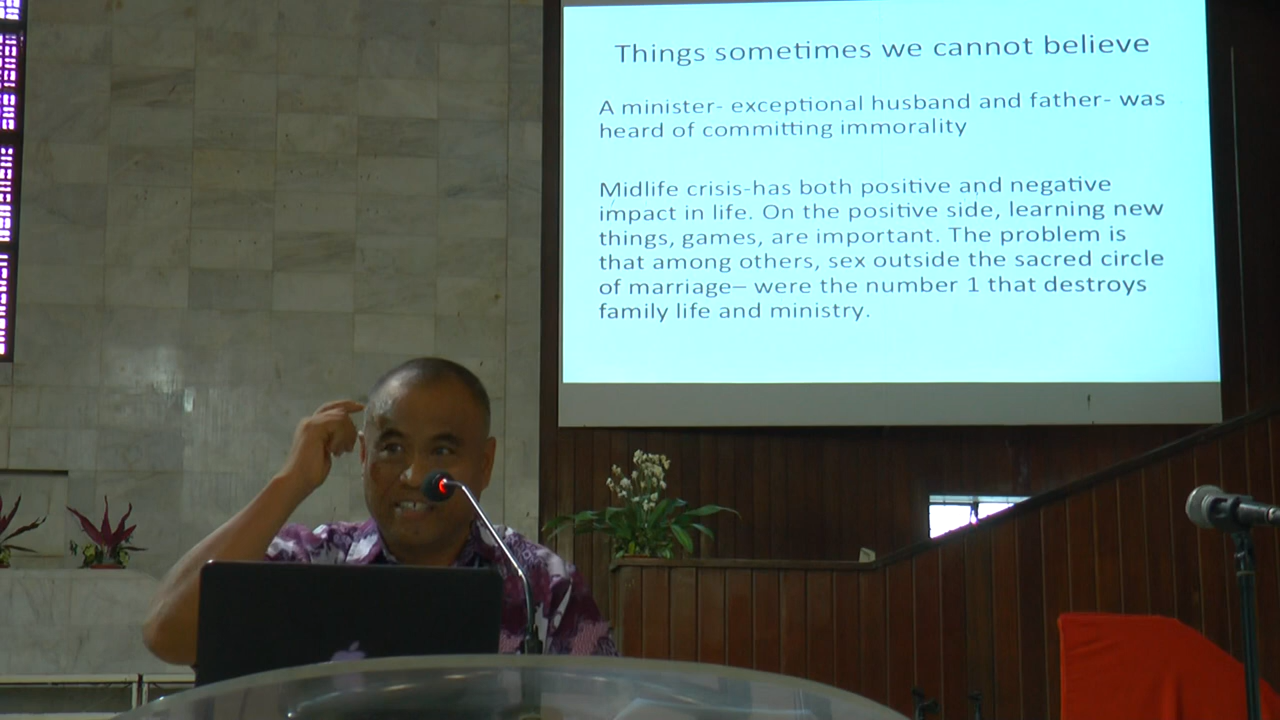 Things sometimes we cannot believe
A minister- exceptional husband and father- was
heard of committing immorality
Midlife crisis-has both positive and negative
impact in life. On the positive side, learning new
things, games, are important. The problem is
that among others, sex outside the sacred circle
of marriage– were the number 1 that destroys
family life and ministry.